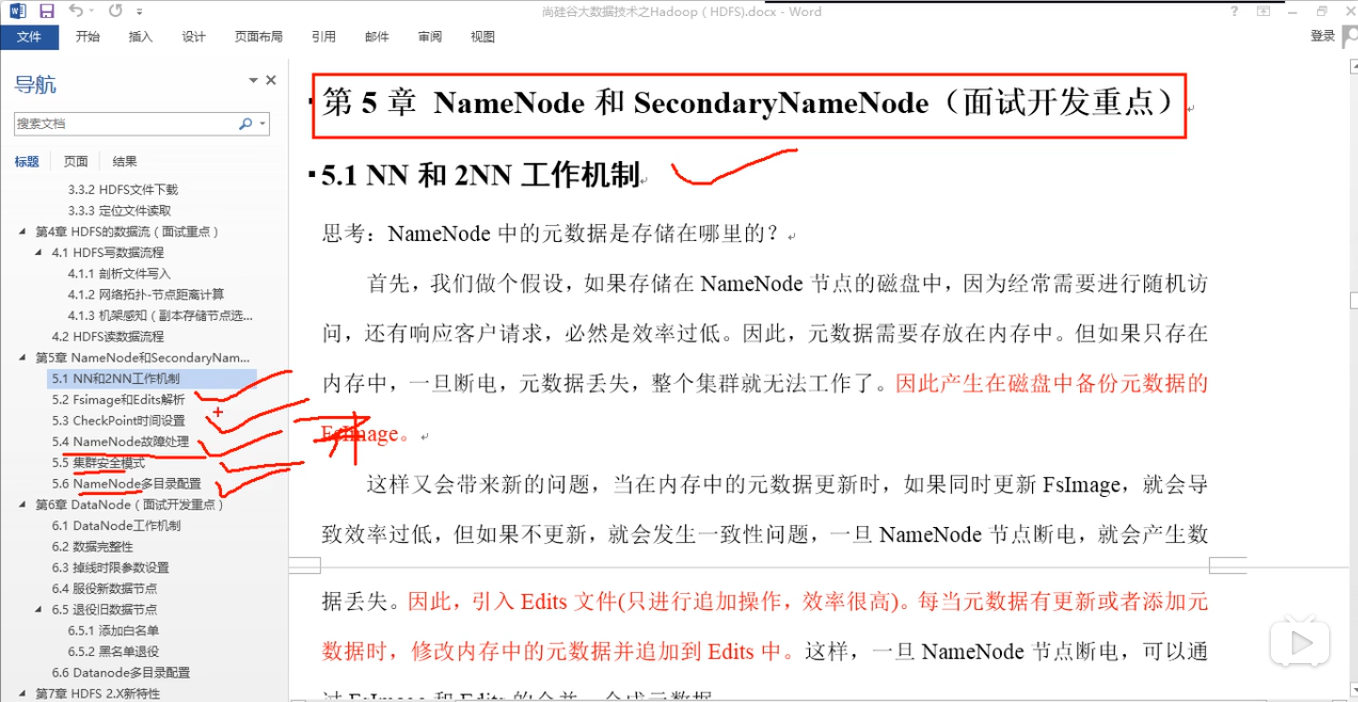 尚硅谷大数据技术之Hadoop（HDFS).docx - Word
文件 开始 插入 设计 页面布局 引用 邮件 审阅 视图 登录
导航
搜索文档
标题 页面 结果
3.3.2 HDFS文件下载
3.3.3 定位文件读取
第4章 HDFS的数据流（面试重点）
4.1 HDFS写数据流程
4.1.1 剖析文件写入
4.1.2 网络拓扑-节点距离计算
4.1.3 机架感知（副本存储节点选...
4.2 HDFS读数据流程
第5章 NameNode和SecondaryNam...
5.1 NN和2NN工作机制
5.2 Fsimage和Edits解析
5.3 CheckPoint时间设置
5.4 NameNode故障处理
5.5 集群安全模式
5.6 NameNode多目录配置
第6章 DataNode（面试开发重点）
6.1 DataNode工作机制
6.2 数据完整性
6.3 掉线时限参数设置
6.4 服役新数据节点
6.5 退役旧数据节点
6.5.1 添加白名单
6.5.2 黑名单退役
6.6 Datanode多目录配置
第7章 HDFS 2.X新特性
第 5 章 NameNode 和 SecondaryNameNode（面试开发重点）
5.1 NN 和 2NN 工作机制
思考：NameNode 中的元数据是存储在哪里的？
首先，我们做个假设，如果存储在 NameNode 节点的磁盘中，因为经常需要进行随机访
问，还有响应客户请求，必然是效率过低。因此，元数据需要存放在内存中。但如果只存在
内存中，一旦断电，元数据丢失，整个集群就无法工作了。因此产生在磁盘中备份元数据的
FsImage。
这样又会带来新的问题，当在内存中的元数据更新时，如果同时更新 FsImage，就会导
致效率过低，但如果不更新，就会发生一致性问题，一旦 NameNode 节点断电，就会产生数
据丢失。因此，引入 Edits 文件(只进行追加操作，效率很高)。每当元数据有更新或者添加元
数据时，修改内存中的元数据并追加到 Edits 中。这样，一旦 NameNode 节点断电，可以通
过 FsImage 和 Edits 的合并，合成元数据